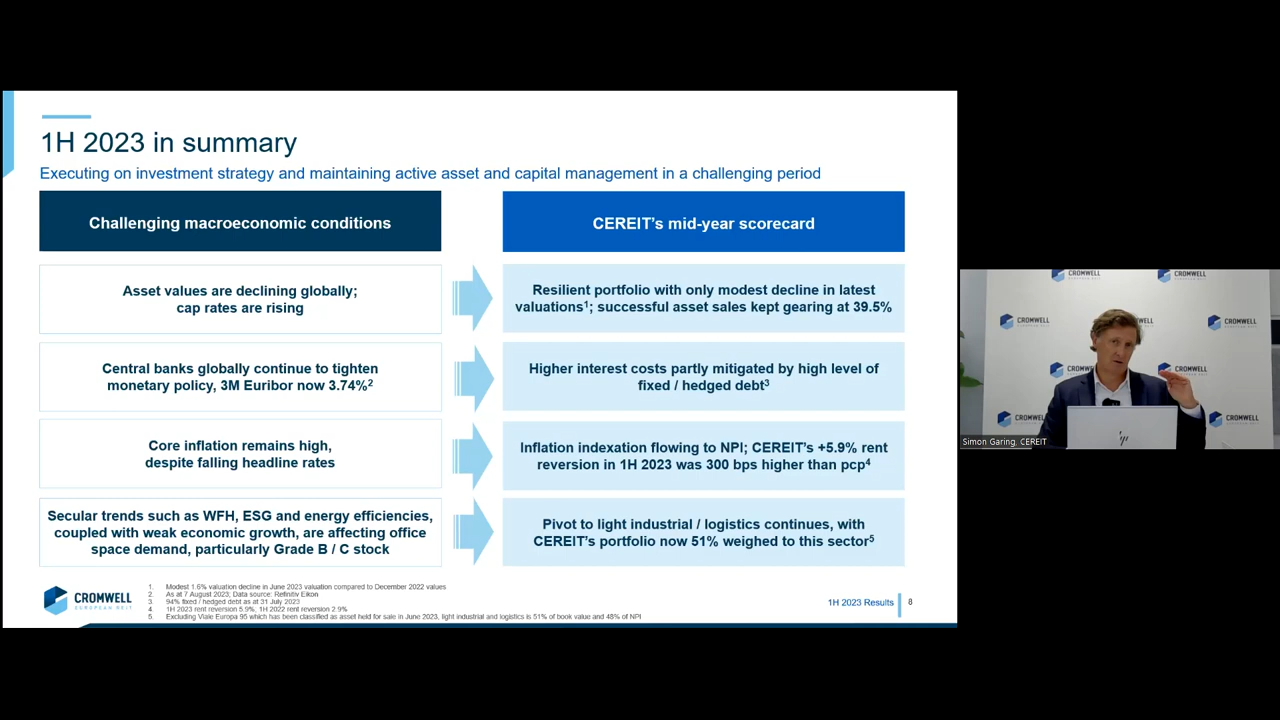 1H 2023 in summary
Executing on investment strategy and maintaining active asset and capital management in a challenging period
Challenging macroeconomic conditions
CEREIT's mid-year scorecard
Asset values are declining globally;
cap rates are rising
Resilient portfolio with only modest decline in latest
valuations1; successful asset sales kept gearing at 39.5%
Central banks globally continue to tighten
monetary policy, 3M Euribor now 3.74%2
Higher interest costs partly mitigated by high level of
fixed / hedged debt3
Core inflation remains high,
despite falling headline rates
Inflation indexation flowing to NPI; CEREIT's +5.9% rent
reversion in 1H 2023 was 300 bps higher than pcp4
Secular trends such as WFH, ESG and energy efficiencies,
coupled with weak economic growth, are affecting office
space demand, particularly Grade B / C stock
Pivot to light industrial / logistics continues, with
CEREIT's portfolio now 51% weighed to this sector5
CROMWELL
EUROPEAN REIT
1. Modest 1.6% valuation decline in June 2023 valuation compared to December 2022 values
2. As at 7 August 2023; Data source: Refinitiv Eikon
3. 94% fixed / hedged debt as at 31 July 2023
4 1H 2023 rent reversion 5.9%, 1H 2022 rent reversion 2.9%
5. Excluding Viale Europa 95 which has been classified as asset held for sale in June 2023, light industrial and logistics is 51% of book value and 48% of NPI
1H 2023 Results
8
CROMWELL
CROMWELL
CROMWELL
CROMWELL
CROMWELL
CROMWELL
CROMWELL
hp
Simon Garing, CEREIT